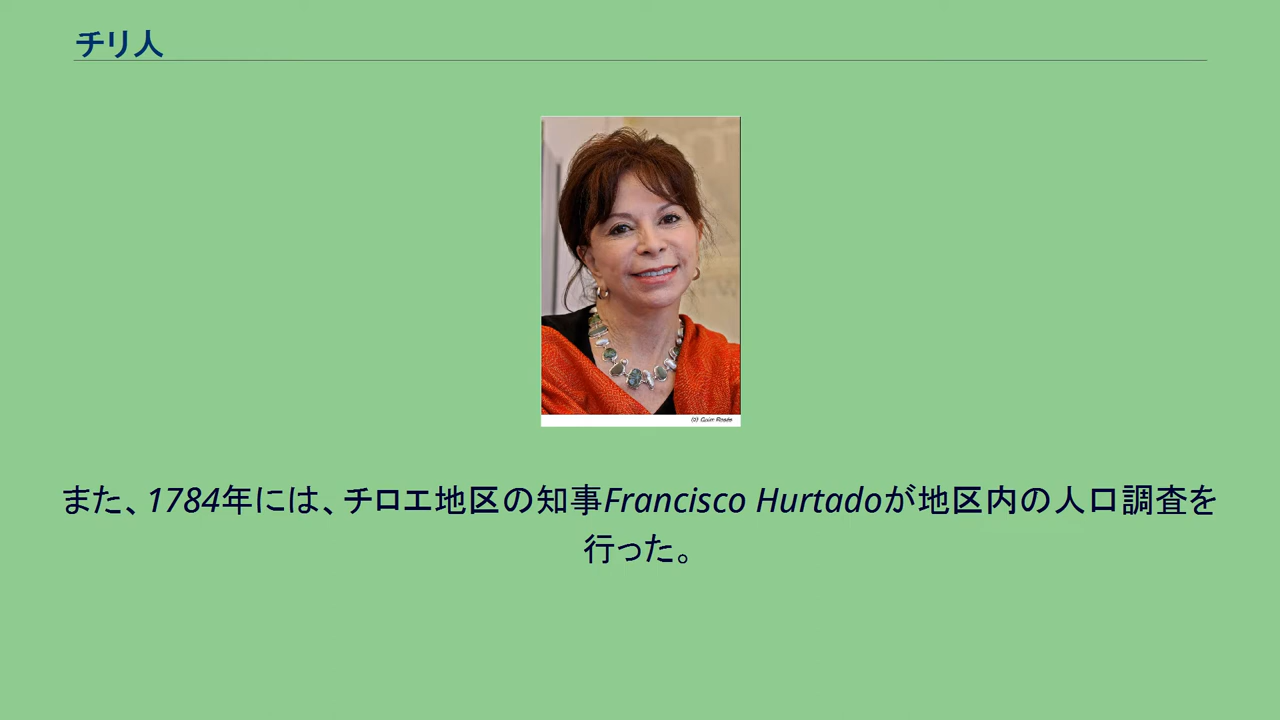 チリ人
(c) Guim Rosés
また、1784年には、チロエ地区の知事Francisco Hurtadoが地区内の人口調査を
行った。